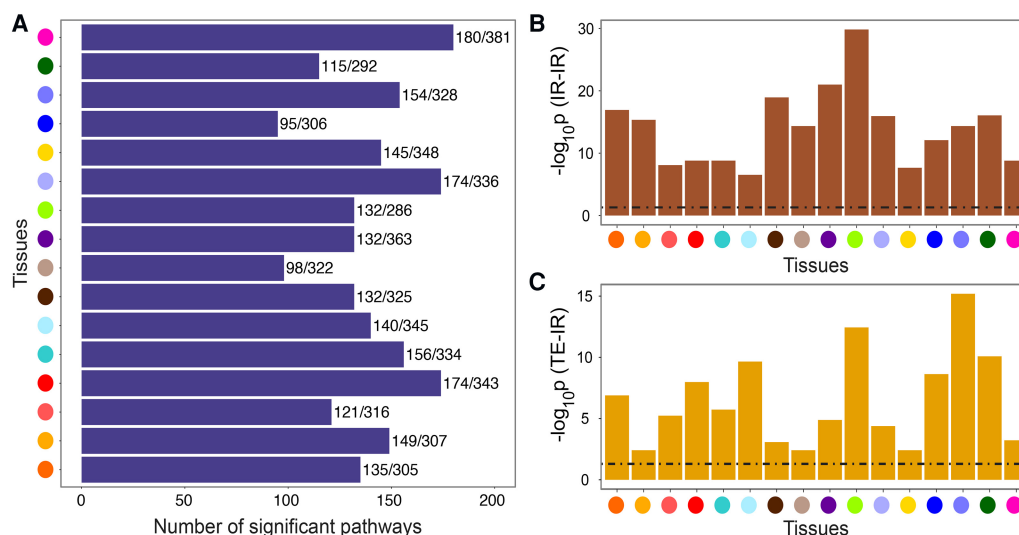 A
Tissues
180/381
115/292
154/328
95/306
145/348
174/336
132/286
132/363
98/322
132/325
140/345
156/334
174/343
121/316
149/307
135/305
0 50 100 150 200
Number of significant pathways
B
-log10p (IR-IR)
30
20
10
0
Tissues
C
-log10p (TE-IR)
15
10
5
0
Tissues